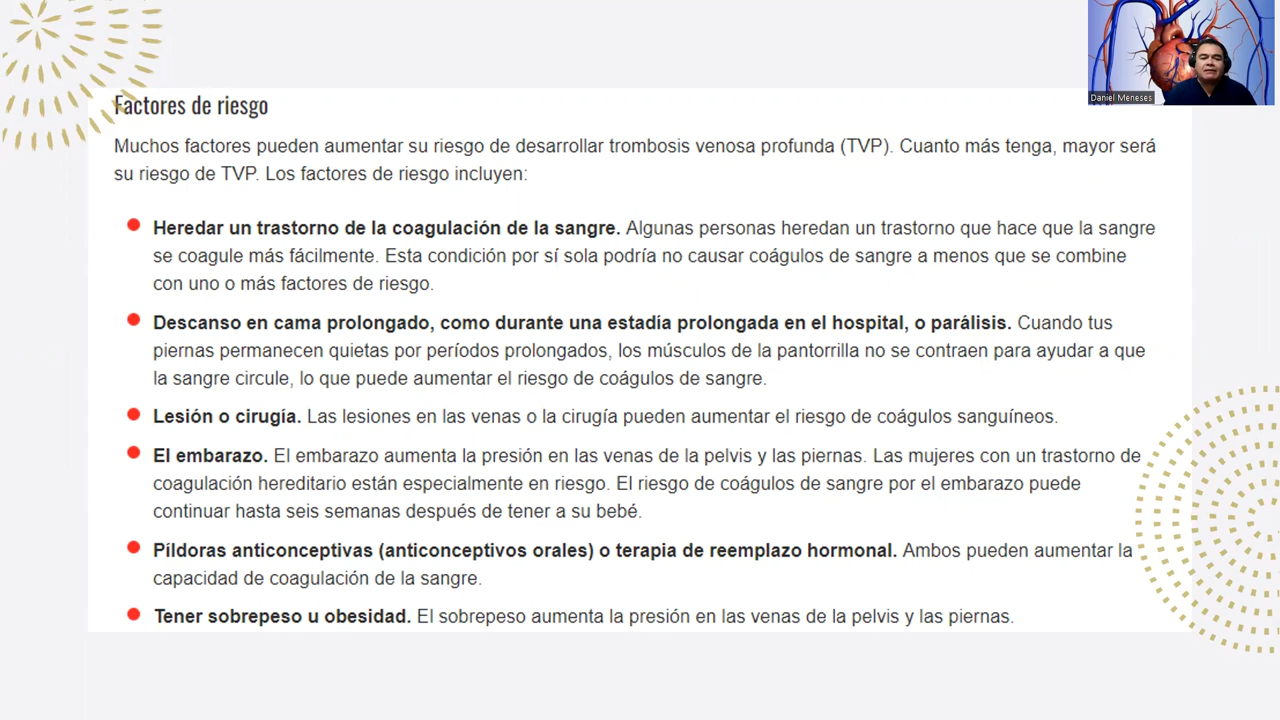 Daniel Meneses
Factores de riesgo
Muchos factores pueden aumentar su riesgo de desarrollar trombosis venosa profunda (TVP). Cuanto más tenga, mayor será
su riesgo de TVP. Los factores de riesgo incluyen:
Heredar un trastorno de la coagulación de la sangre. Algunas personas heredan un trastorno que hace que la sangre
se coagule más fácilmente. Esta condición por sí sola podría no causar coágulos de sangre a menos que se combine
con uno o más factores de riesgo.
Descanso en cama prolongado, como durante una estadía prolongada en el hospital, o parálisis. Cuando tus
piernas permanecen quietas por períodos prolongados, los músculos de la pantorrilla no se contraen para ayudar a que
la sangre circule, lo que puede aumentar el riesgo de coágulos de sangre.
Lesión o cirugía. Las lesiones en las venas o la cirugía pueden aumentar el riesgo de coágulos sanguíneos.
El embarazo. El embarazo aumenta la presión en las venas de la pelvis y las piernas. Las mujeres con un trastorno de
coagulación hereditario están especialmente en riesgo. El riesgo de coágulos de sangre por el embarazo puede
continuar hasta seis semanas después de tener a su bebé.
Píldoras anticonceptivas (anticonceptivos orales) o terapia de reemplazo hormonal. Ambos pueden aumentar la
capacidad de coagulación de la sangre.
Tener sobrepeso u obesidad. El sobrepeso aumenta la presión en las venas de la pelvis y las piernas.